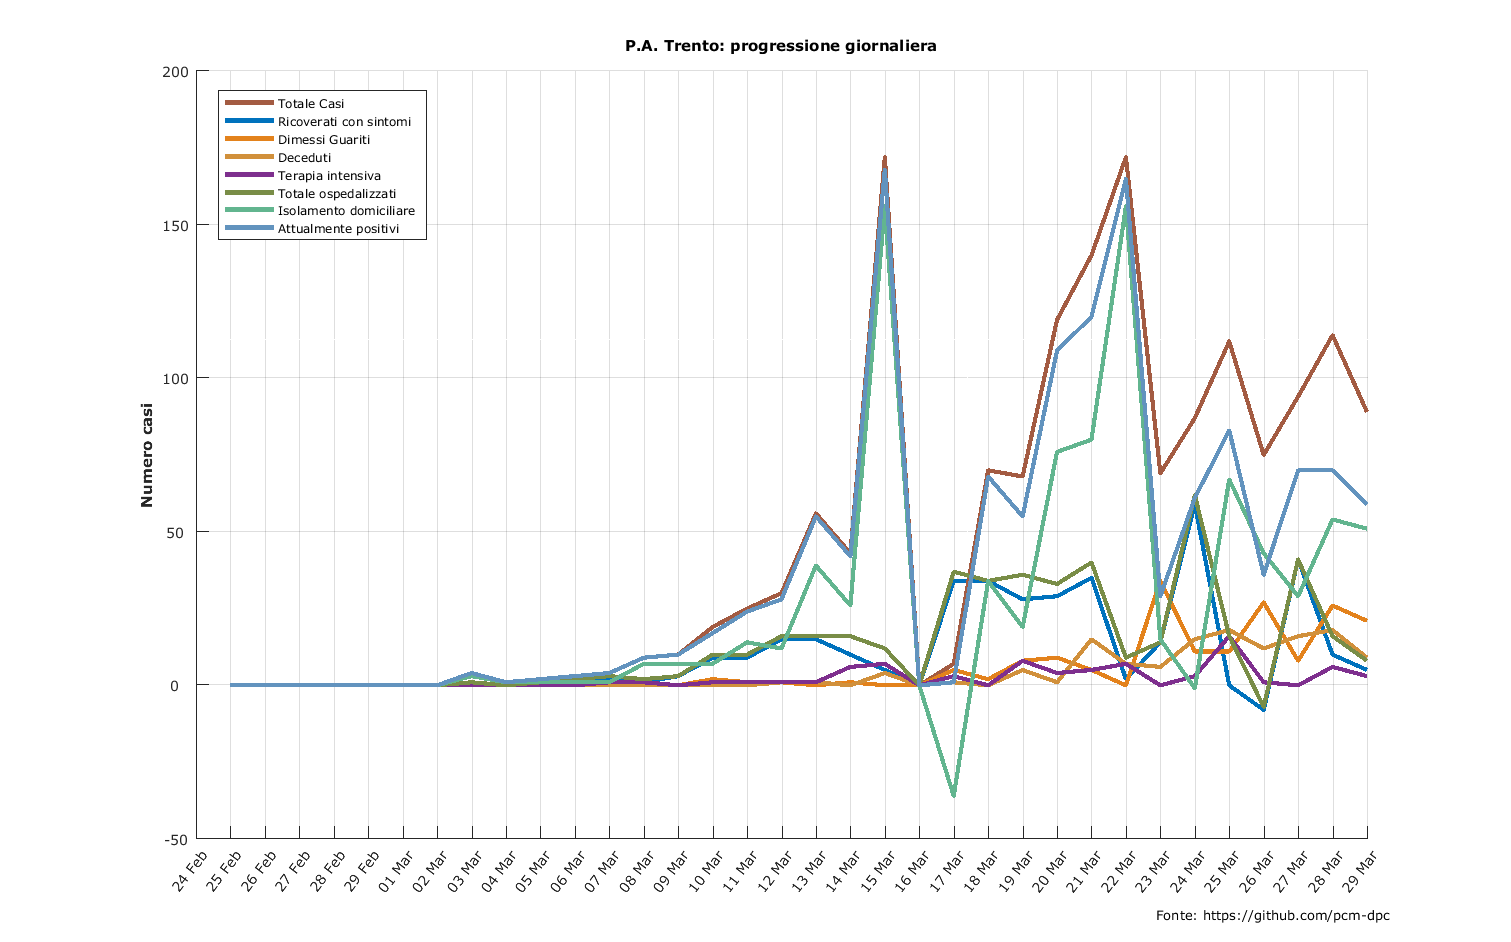 P.A. Trento: progressione giornaliera
200
150
100
50
0
-50
Numero casi
Totale Casi
Ricoverati con sintomi
Dimessi Guariti
Deceduti
Terapia intensiva
Totale ospedalizzati
Isolamento domiciliare
Attualmente positivi
24 Feb
25 Feb
26 Feb
27 Feb
28 Feb
29 Feb
01 Mar
02 Mar
03 Mar
04 Mar
05 Mar
06 Mar
07 Mar
08 Mar
09 Mar
10 Mar
11 Mar
12 Mar
13 Mar
14 Mar
15 Mar
16 Mar
17 Mar
18 Mar
19 Mar
20 Mar
21 Mar
22 Mar
23 Mar
24 Mar
25 Mar
26 Mar
27 Mar
28 Mar
29 Mar
Fonte: https://github.com/pcm-dpc